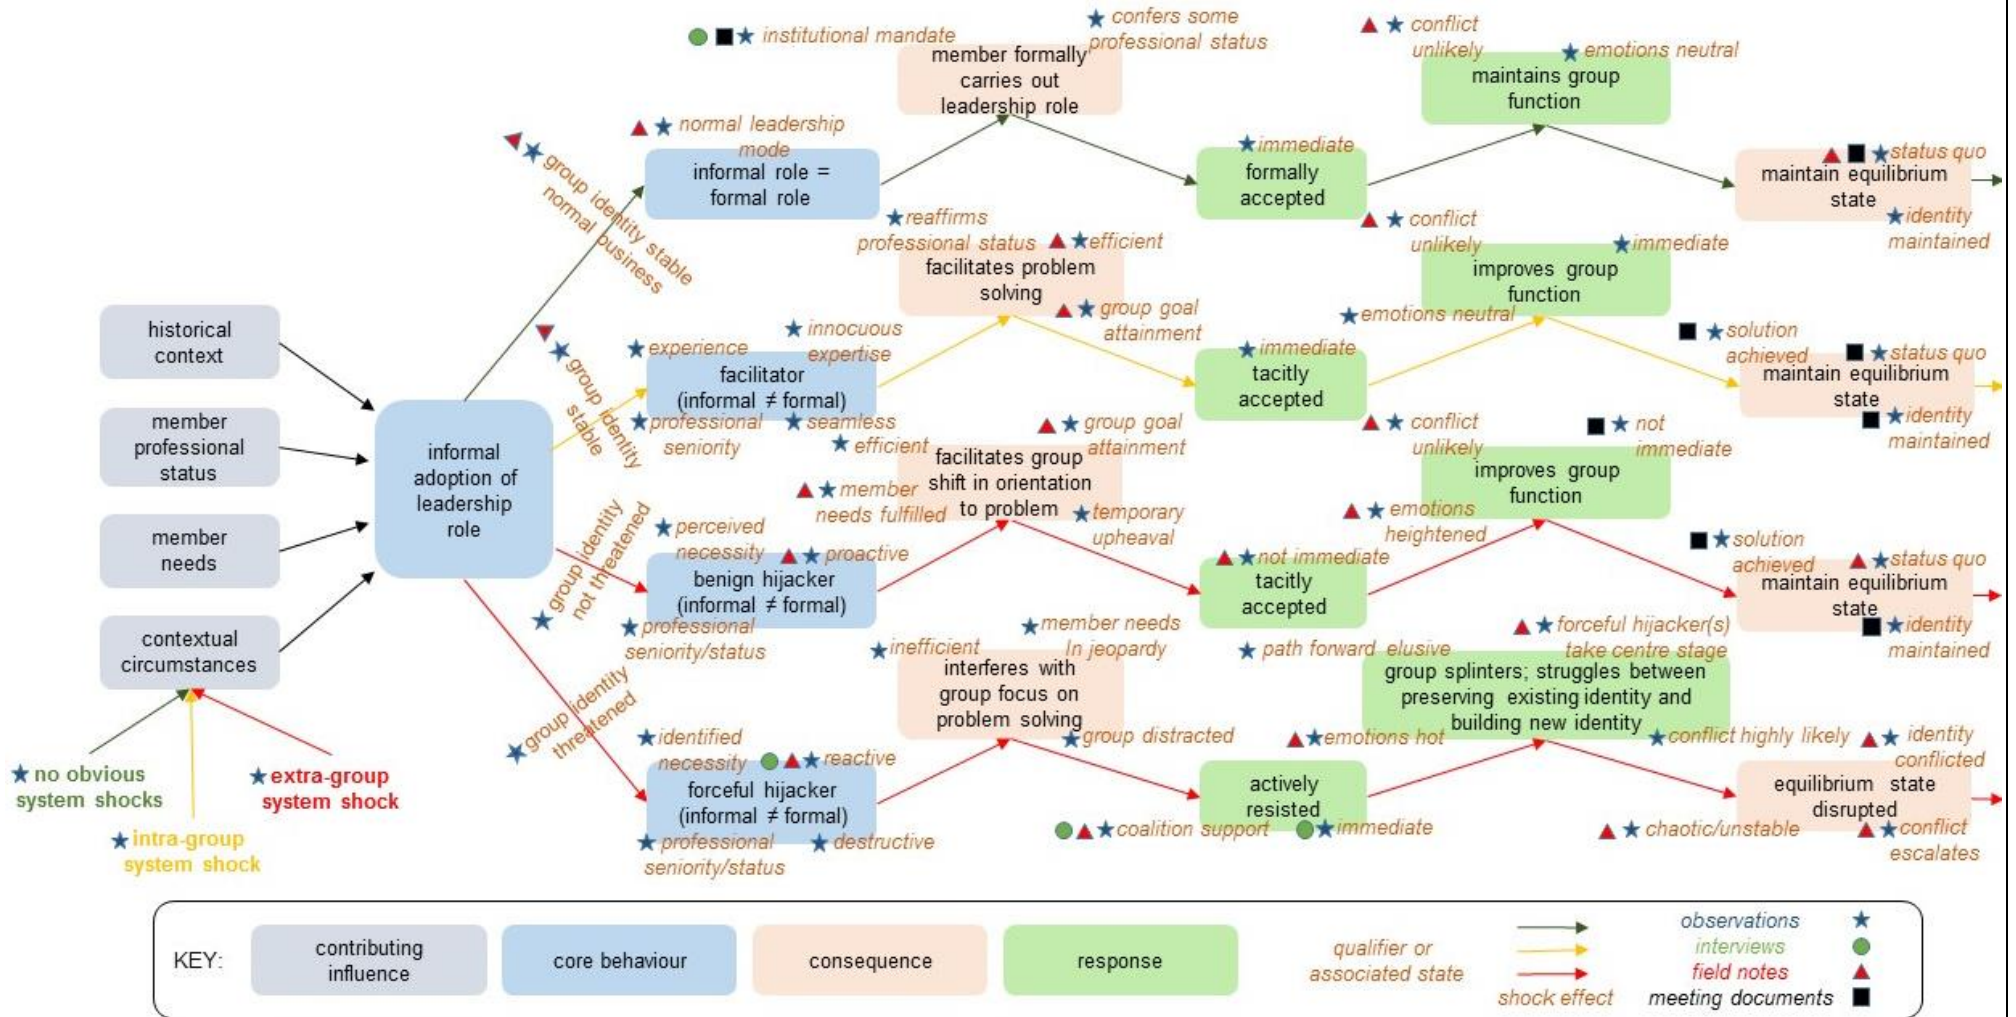 institutional mandate
confers some
professional status
member formally
carries out
leadership role
conflict
unlikely
emotions neutral
maintains group
function
normal leadership
mode
informal role =
formal role
immediate
formally
accepted
status quo
maintain equilibrium
state
identity
maintained
group identity stable
normal business
reaffirms
professional status
efficient
facilitates problem
solving
group goal
attainment
conflict
unlikely
immediate
improves group
function
emotions neutral
experience
innocuous
expertise
facilitator
(informal ≠ formal)
professional
seniority
seamless
immediate
tacitly
accepted
solution
achieved
status quo
maintain equilibrium
state
identity
maintained
group identity
stable
historical
context
member
professional
status
member
needs
contextual
circumstances
informal
adoption of
leadership
role
efficient
group goal
attainment
facilitates group
shift in orientation
to problem
member
needs fulfilled
temporary
upheaval
conflict
unlikely
not
immediate
improves group
function
emotions
heightened
group identity
not threatened
perceived
necessity
proactive
benign hijacker
(informal ≠ formal)
professional
seniority/status
not immediate
tacitly
accepted
solution
achieved
status quo
maintain equilibrium
state
identity
maintained
inefficient
member needs
In jeopardy
interferes with
group focus on
problem solving
group distracted
path forward elusive
forceful hijacker(s)
take centre stage
group splinters; struggles between
preserving existing identity and
building new identity
emotions hot
conflict highly likely
group identity
threatened
identified
necessity
reactive
forceful hijacker
(informal ≠ formal)
professional
seniority/status
destructive
actively
resisted
coalition support
immediate
identity
conflicted
equilibrium state
disrupted
chaotic/unstable
conflict
escalates
no obvious
system shocks
extra-group
system shock
intra-group
system shock
KEY:
contributing
influence
core behaviour
consequence
response
qualifier or
associated state
shock effect
observations
interviews
field notes
meeting documents